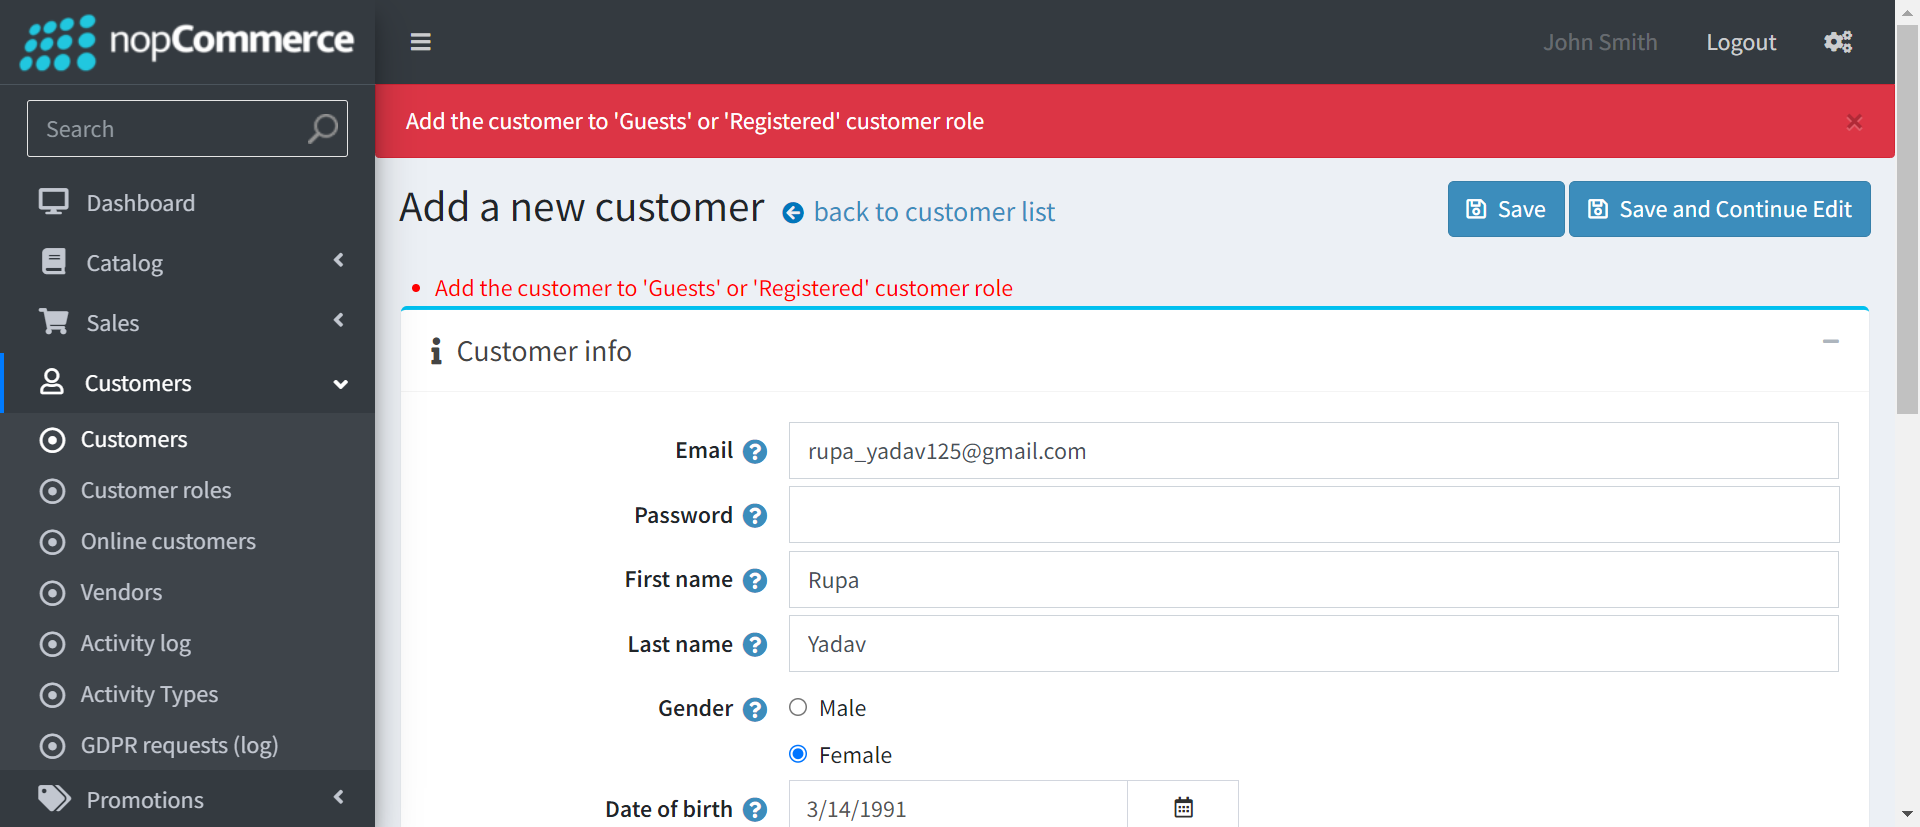 nopCommerce
John Smith
Logout
Search
Add the customer to 'Guests' or 'Registered' customer role
×
Dashboard
Catalog
Sales
Customers
Customers
Customer roles
Online customers
Vendors
Activity log
Activity Types
GDPR requests (log)
Promotions
Add a new customer
back to customer list
Save
Save and Continue Edit
Add the customer to 'Guests' or 'Registered' customer role
Customer info
Email ? rupa_yadav125@gmail.com
Password ?
First name ? Rupa
Last name ? Yadav
Gender ? Male
Female
Date of birth ? 3/14/1991